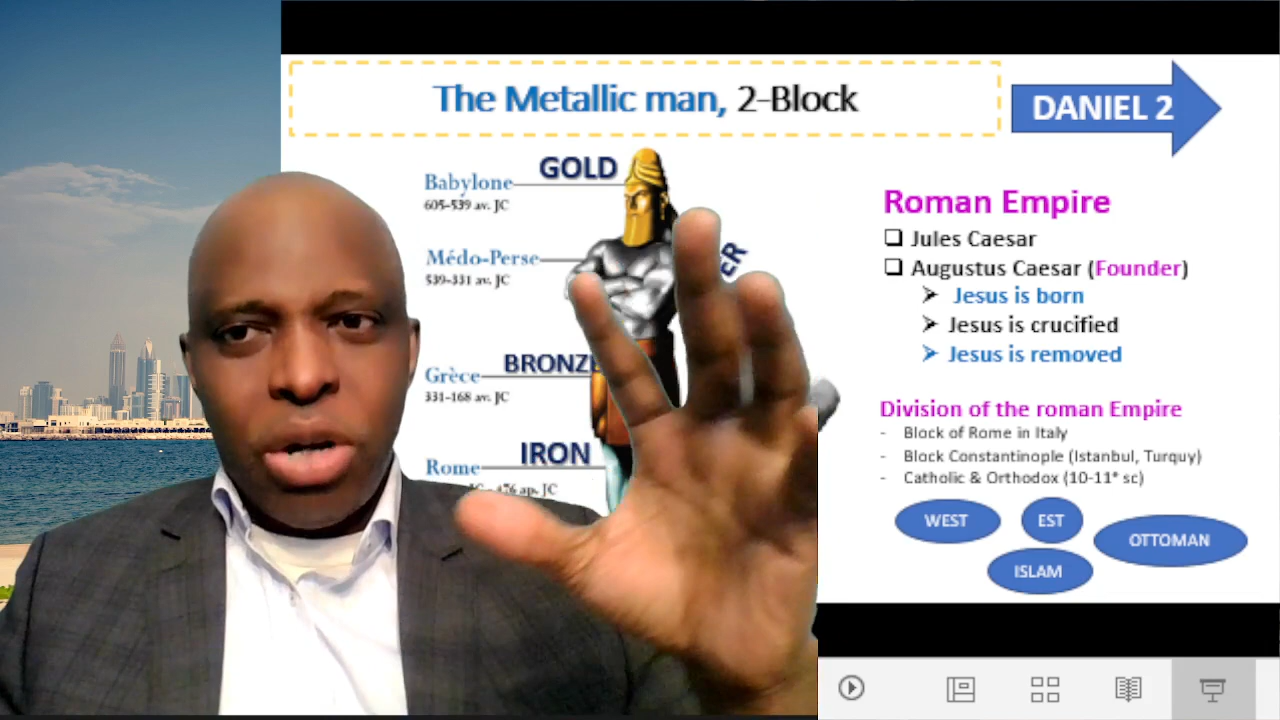 The Metallic man, 2-Block
DANIEL 2
GOLD
Babylone
605-539 av. JC
Médo-Perse
539-331 av. JC
BRONZE
Grèce
331-168 av. JC
IRON
Rome
476 ap. JC
Roman Empire
Jules Caesar
Augustus Caesar (Founder)
Jesus is born
Jesus is crucified
Jesus is removed
Division of the roman Empire
- Block of Rome in Italy
- Block Constantinople (Istanbul, Turquy)
- Catholic & Orthodox (10-11° sc)
WEST
EST
OTTOMAN
ISLAM